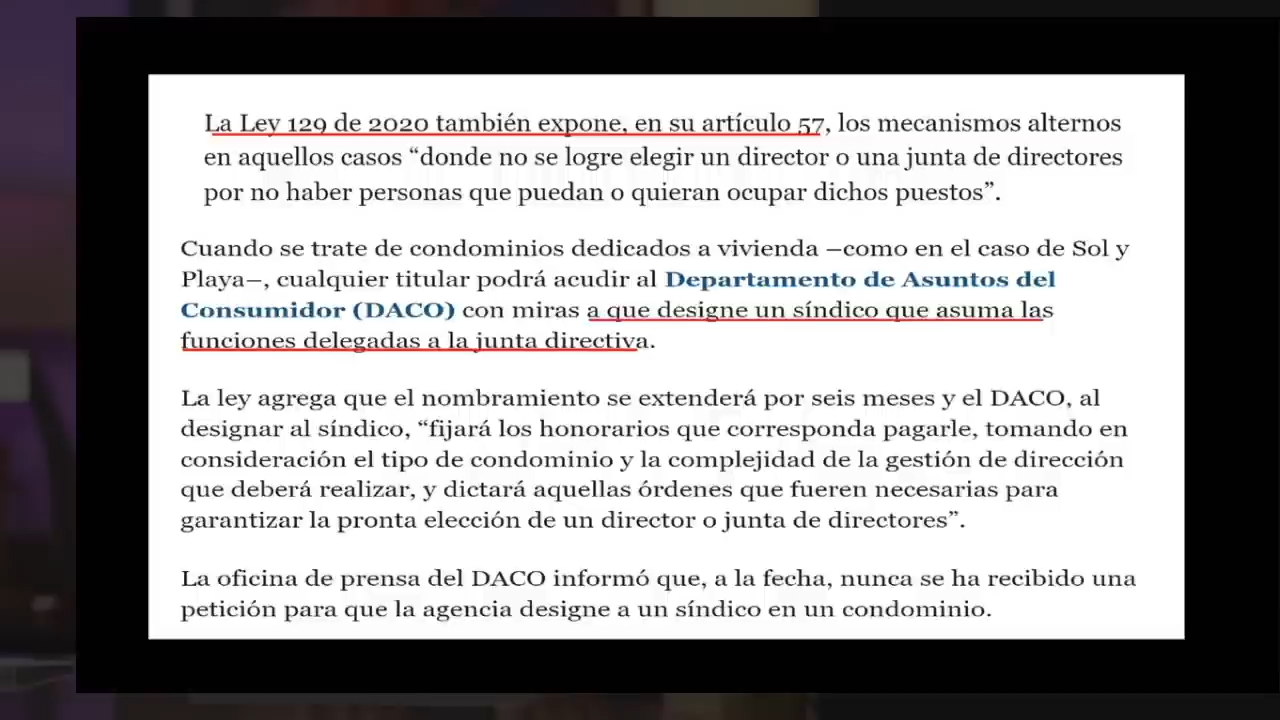 La Ley 129 de 2020 también expone, en su artículo 57, los mecanismos alternos
en aquellos casos “donde no se logre elegir un director o una junta de directores
por no haber personas que puedan o quieran ocupar dichos puestos”.
Cuando se trate de condominios dedicados a vivienda –como en el caso de Sol y
Playa–, cualquier titular podrá acudir al Departamento de Asuntos del
Consumidor (DACO) con miras a que designe un síndico que asuma las
funciones delegadas a la junta directiva.
La ley agrega que el nombramiento se extenderá por seis meses y el DACO, al
designar al síndico, “fijará los honorarios que corresponda pagarle, tomando en
consideración el tipo de condominio y la complejidad de la gestión de dirección
que deberá realizar, y dictará aquellas órdenes que fueren necesarias para
garantizar la pronta elección de un director o junta de directores”.
La oficina de prensa del DACO informó que, a la fecha, nunca se ha recibido una
petición para que la agencia designe a un síndico en un condominio.